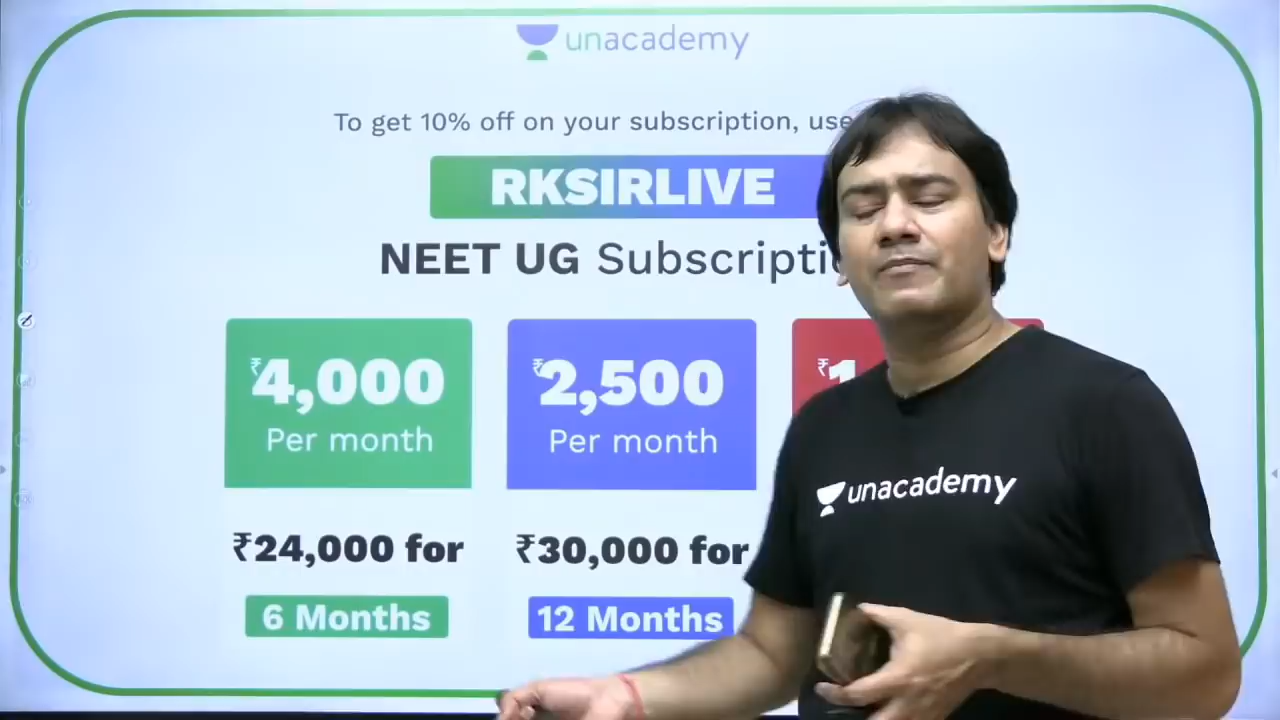 unacademy
To get 10% off on your subscription, use
RKSIRLIVE
NEET UG
₹4,000
₹2,500
₹1
Per month
Per month
unacademy
₹24,000 for
₹30,000 for
6 Months
12 Months